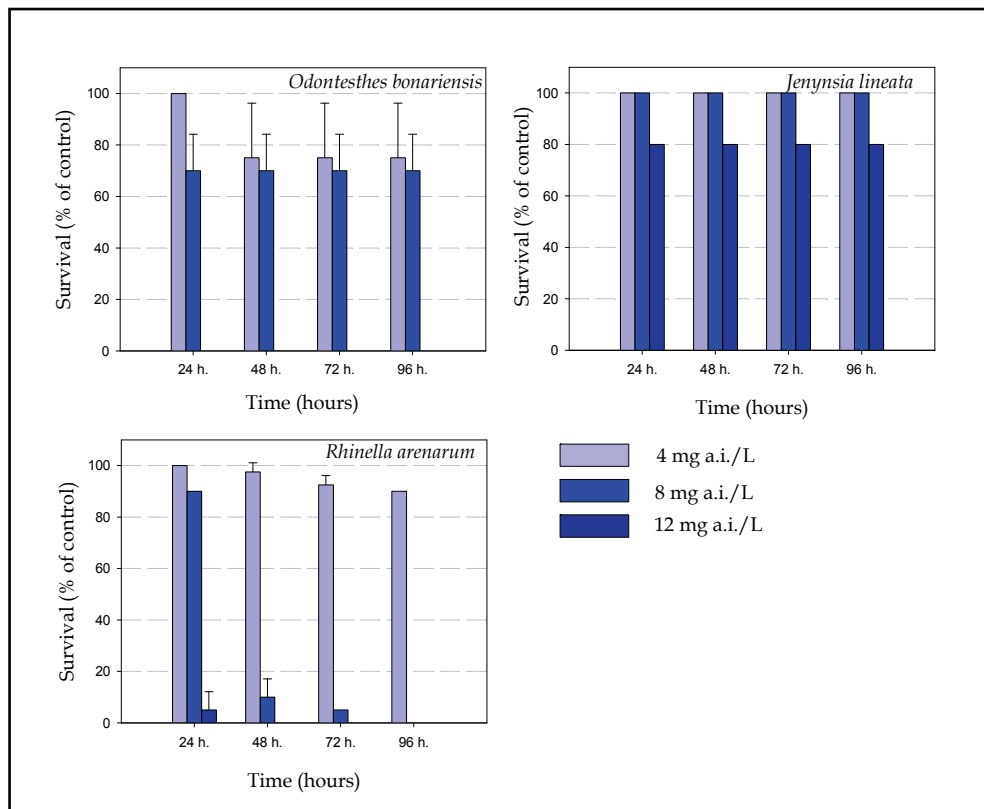 Odontesthes bonariensis
Survival (% of control)
100
80
60
40
20
0
24 h. 48 h. 72 h. 96 h.
Time (hours)
Jenynsia lineata
Survival (% of control)
100
80
60
40
20
0
24 h. 48 h. 72 h. 96 h.
Time (hours)
Rhinella arenarum
Survival (% of control)
100
80
60
40
20
0
24 h. 48 h. 72 h. 96 h.
Time (hours)
4 mg a.i./L
8 mg a.i./L
12 mg a.i./L